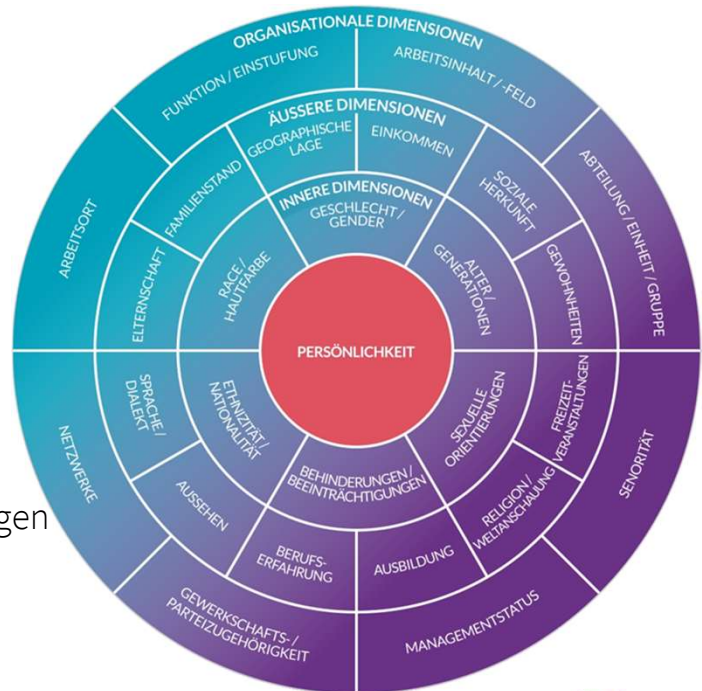 ORGANISATIONALE DIMENSIONEN
FUNKTION / EINSTUFUNG
ARBEITSINHALT / -FELD
ABTEILUNG / EINHEIT / GRUPPE
SENORITÄT
MANAGEMENTSTATUS
GEWERKSCHAFTS- /
PARTEIZUGEHÖRIGKEIT
NETZWERKE
ARBEITSORT
ÄUSSERE DIMENSIONEN
GEOGRAPHISCHE
LAGE
EINKOMMEN
SOZIALE
HERKUNFT
GEWOHNHEITEN
FREIZEIT-
VERANSTALTUNGEN
RELIGION /
WELTANSCHAUUNG
AUSBILDUNG
BERUFS-
ERFAHRUNG
AUSSEHEN
SPRACHE /
DIALEKT
ELTERNSCHAFT
FAMILIENSTAND
INNERE DIMENSIONEN
GESCHLECHT /
GENDER
ALTER /
GENERATIONEN
SEXUELLE
ORIENTIERUNGEN
BEHINDERUNGEN /
BEEINTRÄCHTIGUNGEN
ETHNIZITÄT /
NATIONALITÄT
RACE /
HAUTFARBE
PERSÖNLICHKEIT
gen